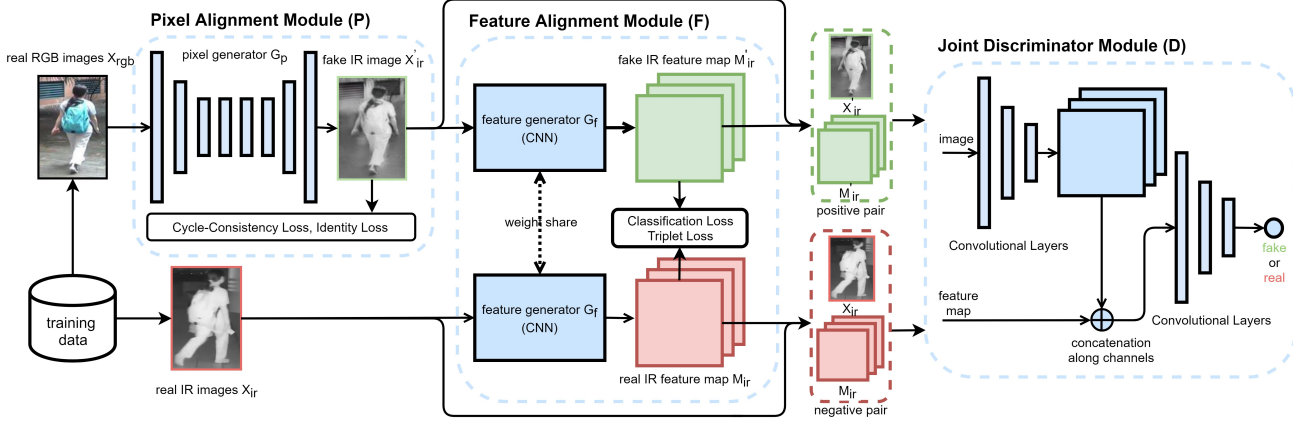 Pixel Alignment Module (P)
Feature Alignment Module (F)
Joint Discriminator Module (D)
real RGB images Xrgb
pixel generator Gp
fake IR image X'ir
fake IR feature map M'ir
feature generator Gf
(CNN)
X'ir
M'ir
positive pair
image
Convolutional Layers
Cycle-Consistency Loss, Identity Loss
weight share
Classification Loss
Triplet Loss
fake
or
real
training
data
real IR images Xir
feature generator Gf
(CNN)
real IR feature map Mir
Xir
Mir
negative pair
feature
map
Convolutional Layers
concatenation
along channels